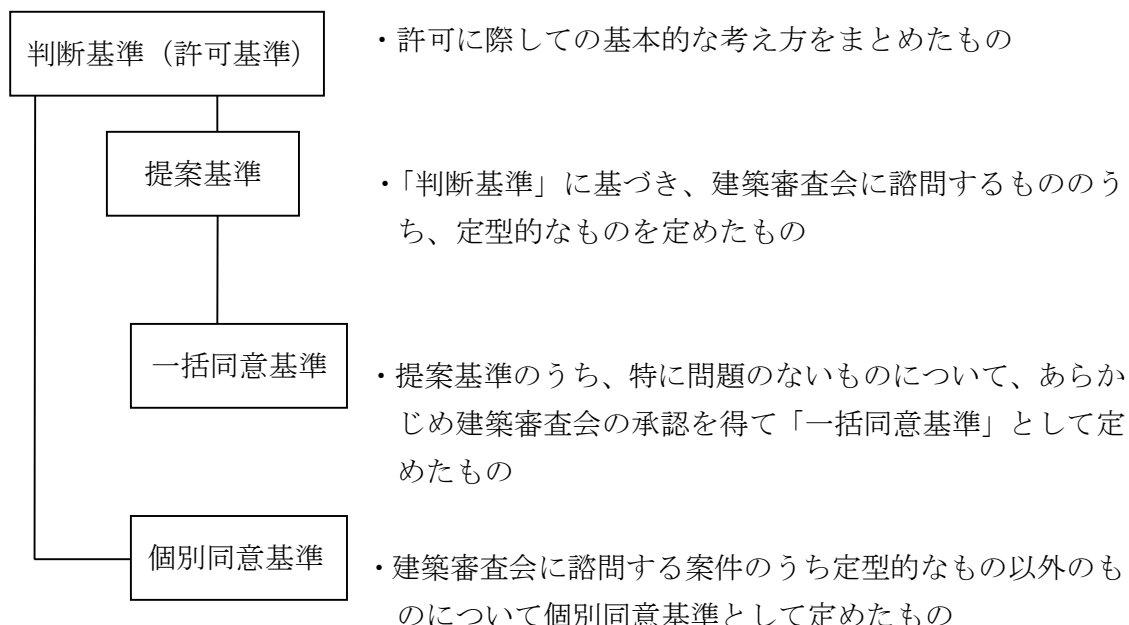 判断基準(許可基準)
・許可に際しての基本的な考え方をまとめたもの
提案基準
・「判断基準」に基づき、建築審査会に諮問するもののう
ち、定型的なものを定めたもの
一括同意基準
・提案基準のうち、特に問題のないものについて、あらか
じめ建築審査会の承認を得て「一括同意基準」として定
めたもの
個別同意基準
・建築審査会に諮問する案件のうち定型的なもの以外のも
のについて個別同意基準として定めたもの